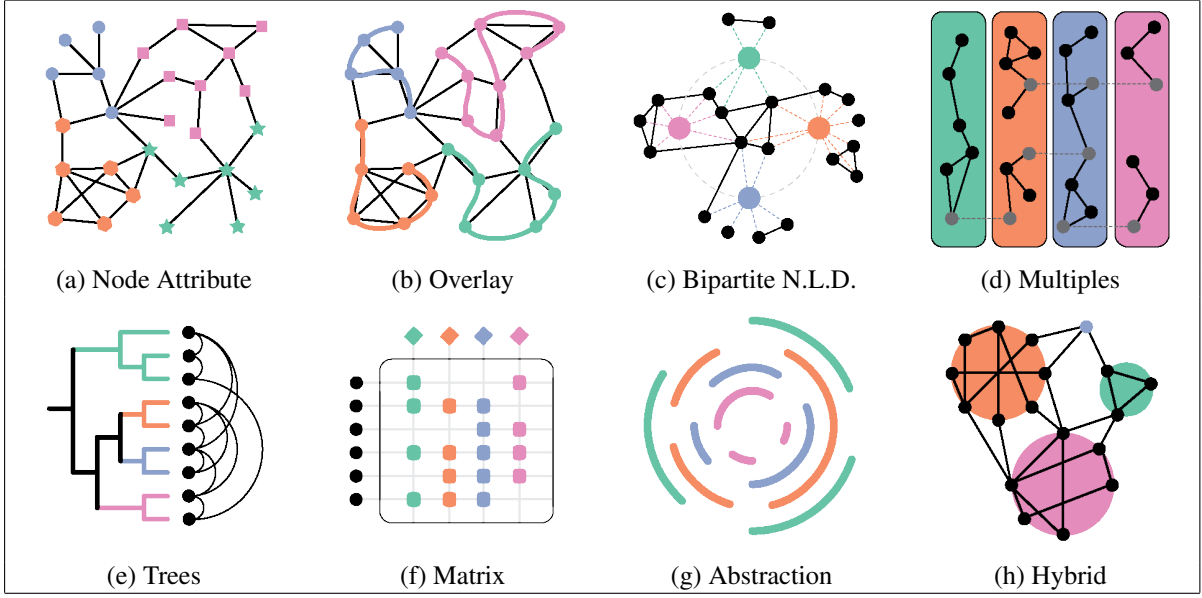 (a) Node Attribute
(b) Overlay
(c) Bipartite N.L.D.
(d) Multiples
(e) Trees
(f) Matrix
(g) Abstraction
(h) Hybrid